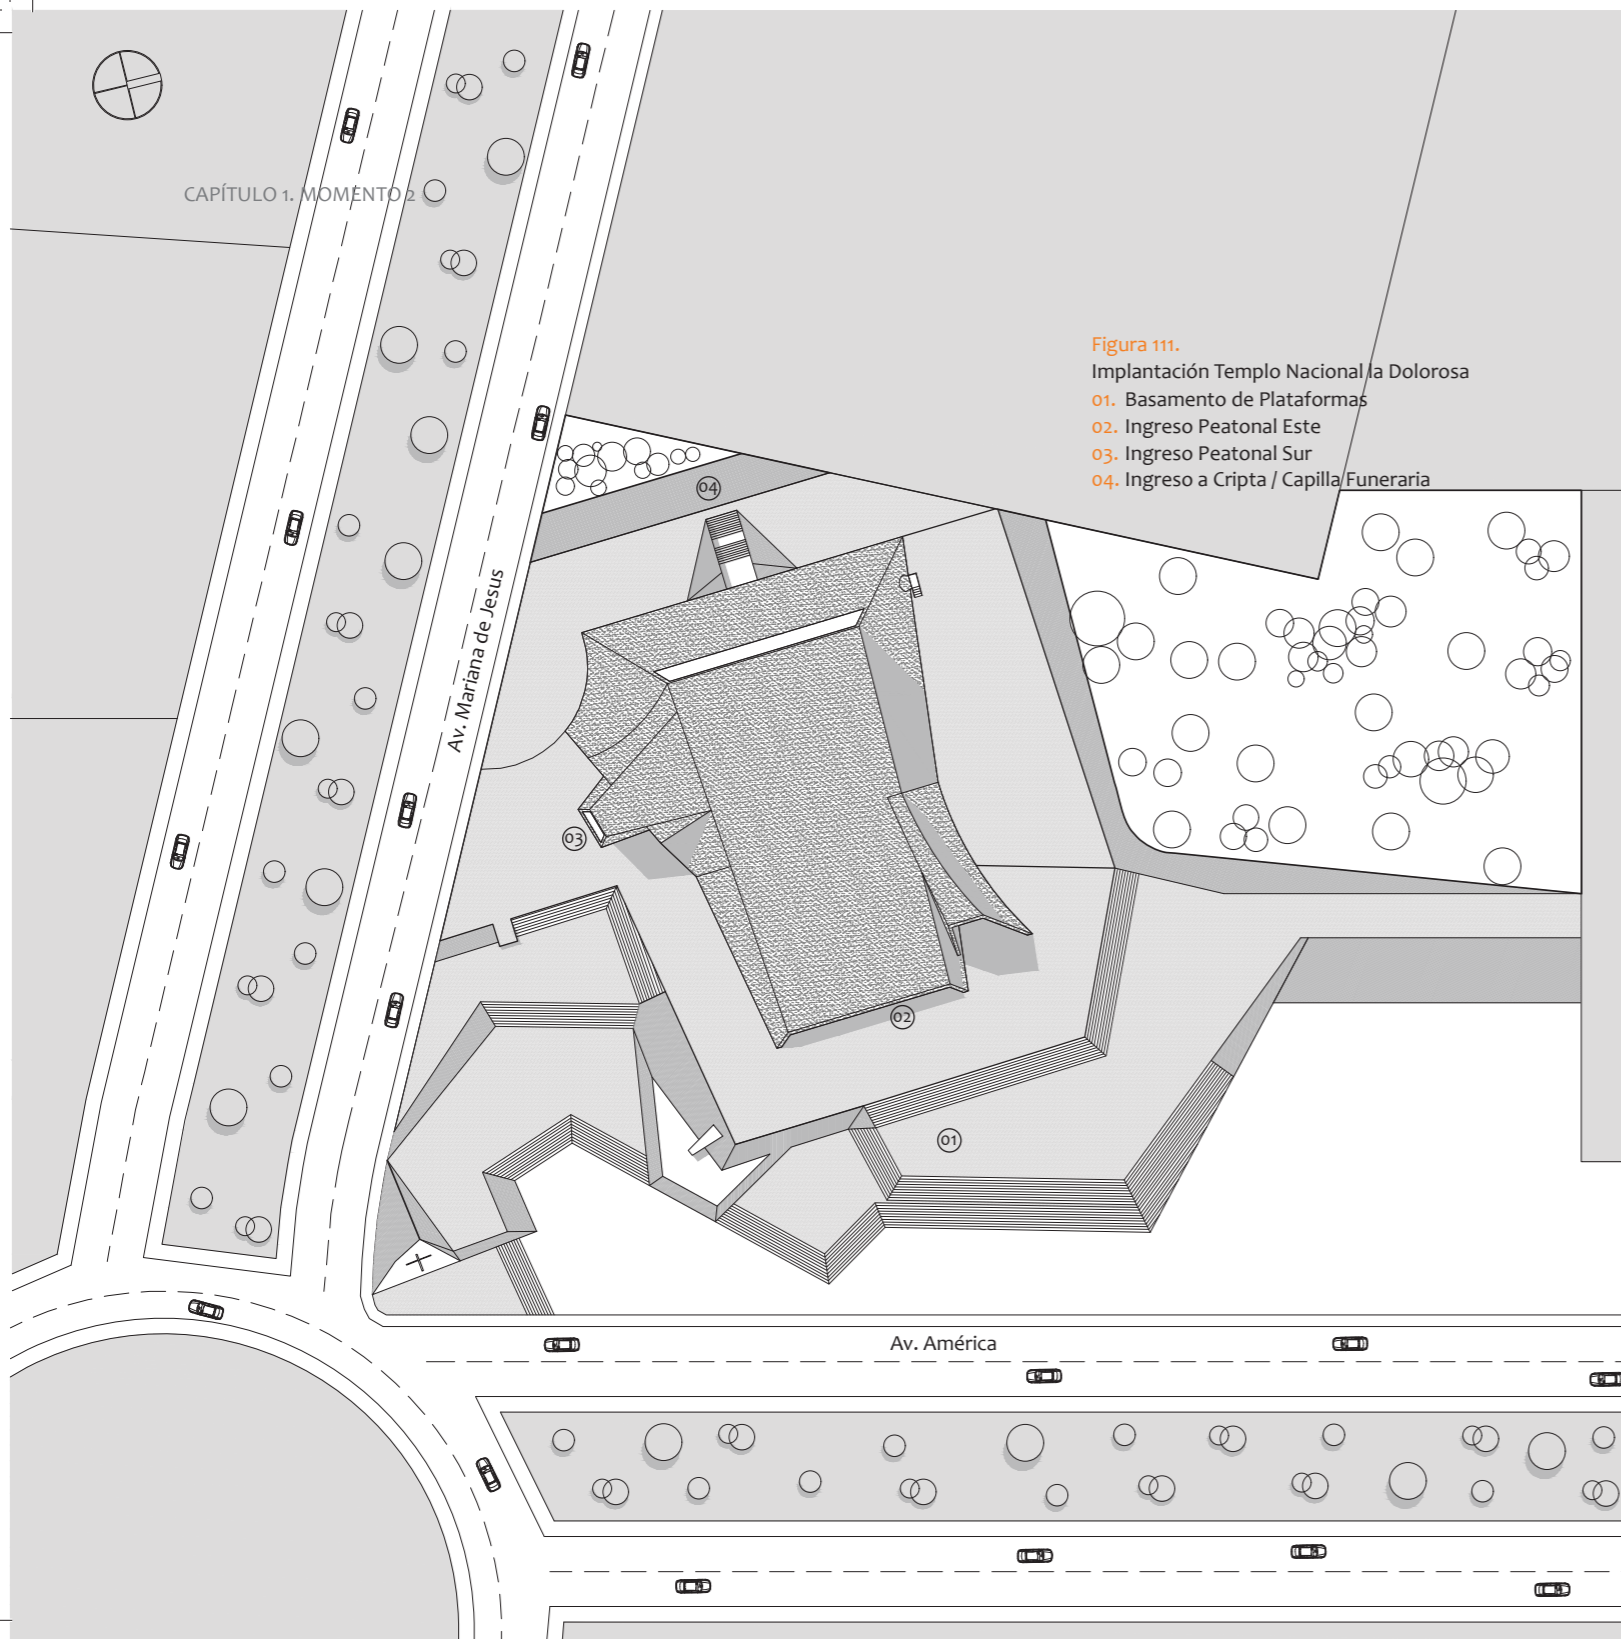 CAPÍTULO 1. MOMENTO 2
Figura 111.
Implantación Templo Nacional la Dolorosa
01. Basamento de Plataformas
02. Ingreso Peatonal Este
03. Ingreso Peatonal Sur
04. Ingreso a Cripta / Capilla Funeraria
04
Av. Mariana de Jesus
03
02
01
Av. América